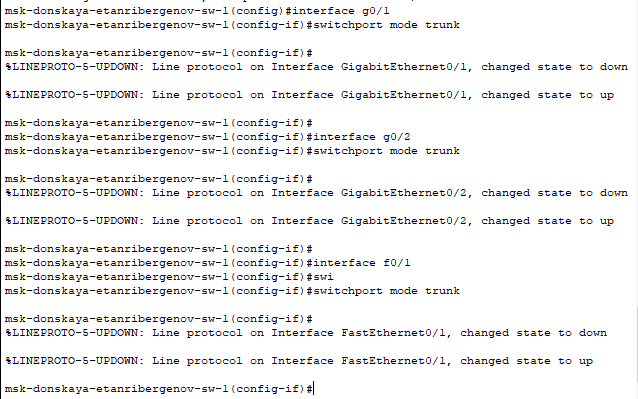 msk-donskaya-etanribergenov-sw-1(config)#interface g0/1
msk-donskaya-etanribergenov-sw-1(config-if)#switchport mode trunk
msk-donskaya-etanribergenov-sw-1(config-if)#
%LINEPROTO-5-UPDOWN: Line protocol on Interface GigabitEthernet0/1, changed state to down
%LINEPROTO-5-UPDOWN: Line protocol on Interface GigabitEthernet0/1, changed state to up
msk-donskaya-etanribergenov-sw-1(config-if)#
msk-donskaya-etanribergenov-sw-1(config-if)#interface g0/2
msk-donskaya-etanribergenov-sw-1(config-if)#switchport mode trunk
msk-donskaya-etanribergenov-sw-1(config-if)#
%LINEPROTO-5-UPDOWN: Line protocol on Interface GigabitEthernet0/2, changed state to down
%LINEPROTO-5-UPDOWN: Line protocol on Interface GigabitEthernet0/2, changed state to up
msk-donskaya-etanribergenov-sw-1(config-if)#
msk-donskaya-etanribergenov-sw-1(config-if)#interface f0/1
msk-donskaya-etanribergenov-sw-1(config-if)#swi
msk-donskaya-etanribergenov-sw-1(config-if)#switchport mode trunk
msk-donskaya-etanribergenov-sw-1(config-if)#
%LINEPROTO-5-UPDOWN: Line protocol on Interface FastEthernet0/1, changed state to down
%LINEPROTO-5-UPDOWN: Line protocol on Interface FastEthernet0/1, changed state to up
msk-donskaya-etanribergenov-sw-1(config-if)#